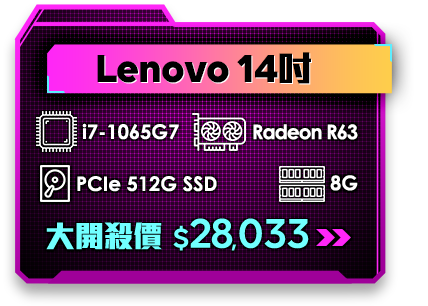 Lenovo 14吋
i7-1065G7 Radeon R63
PCIe 512G SSD 8G
大開殺價 $28,033